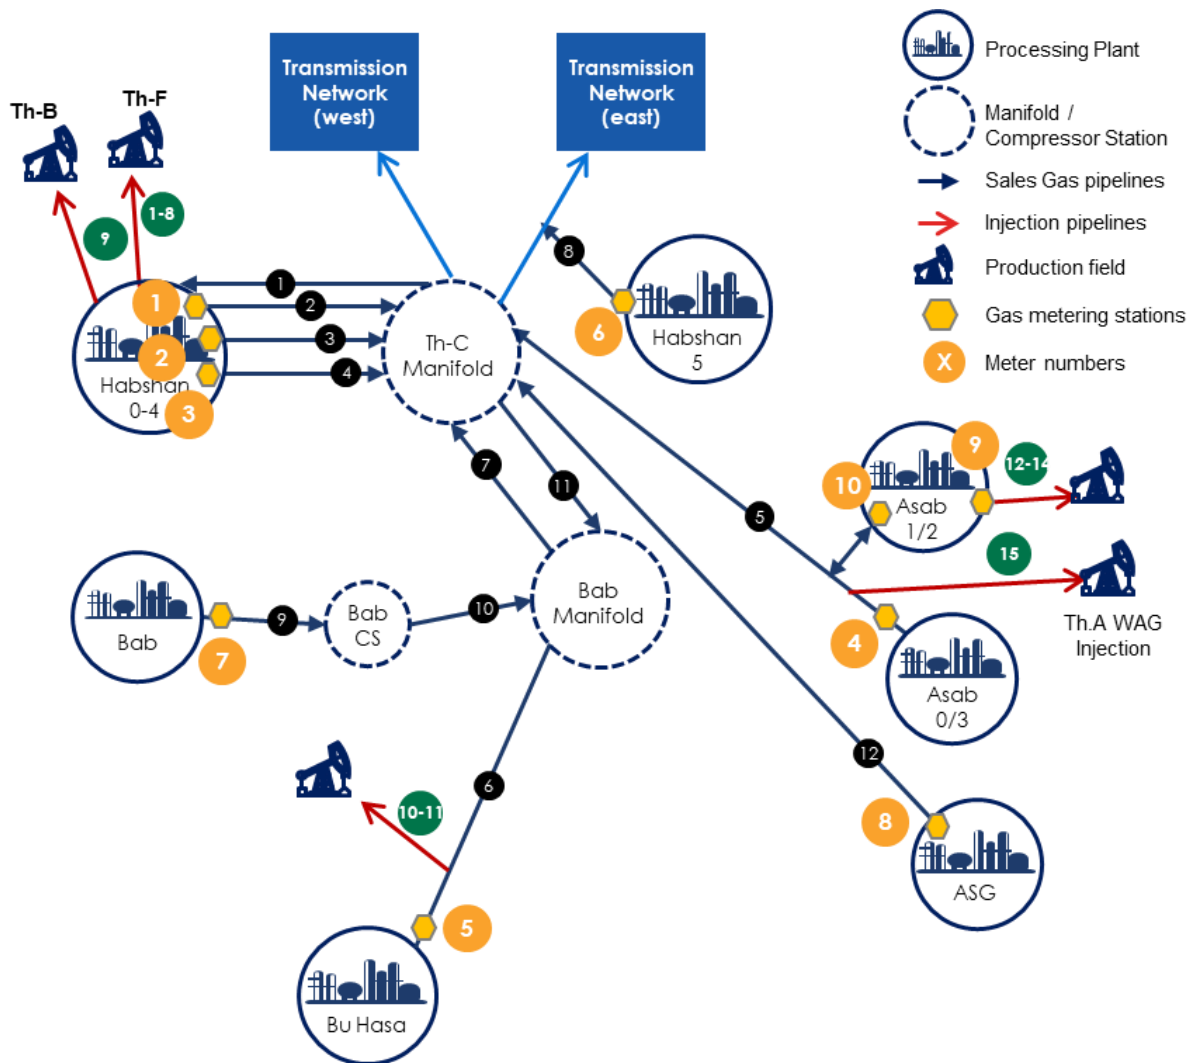 Transmission
Network
(west)
Transmission
Network
(east)
Processing Plant
Manifold /
Compressor Station
Sales Gas pipelines
Injection pipelines
Production field
Gas metering stations
X
Meter numbers
Th-B
Th-F
9
1-8
1
2
3
4
1
2
3
Habshan
0-4
Th-C
Manifold
8
6
Habshan
5
7
11
5
9
10
12-14
Asab
1/2
15
Th.A WAG
Injection
4
Asab
0/3
Bab
7
9
Bab
CS
10
Bab
Manifold
6
10-11
5
Bu Hasa
12
8
ASG